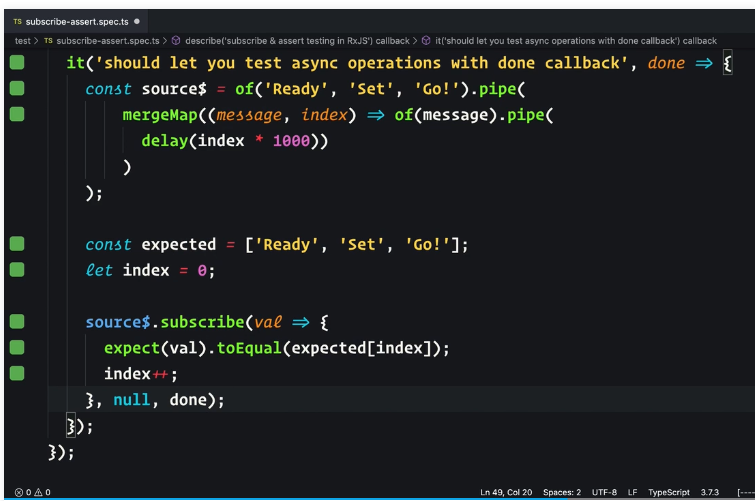 TS subscribe-assert.spec.ts ●
test > TS subscribe-assert.spec.ts > describe('subscribe & assert testing in RxJS') callback > it('should let you test async operations with done callback') callback
it('should let you test async operations with done callback', done => {
const source$ = of('Ready', 'Set', 'Go!').pipe(
mergeMap((message, index) => of(message).pipe(
delay(index * 1000))
)
);
const expected = ['Ready', 'Set', 'Go!'];
let index = 0;
source$.subscribe(val => {
expect(val).toEqual(expected[index]);
index++;
}, null, done);
});
});
0 0 Ln 49, Col 20 Spaces: 2 UTF-8 LF TypeScript 3.7.3